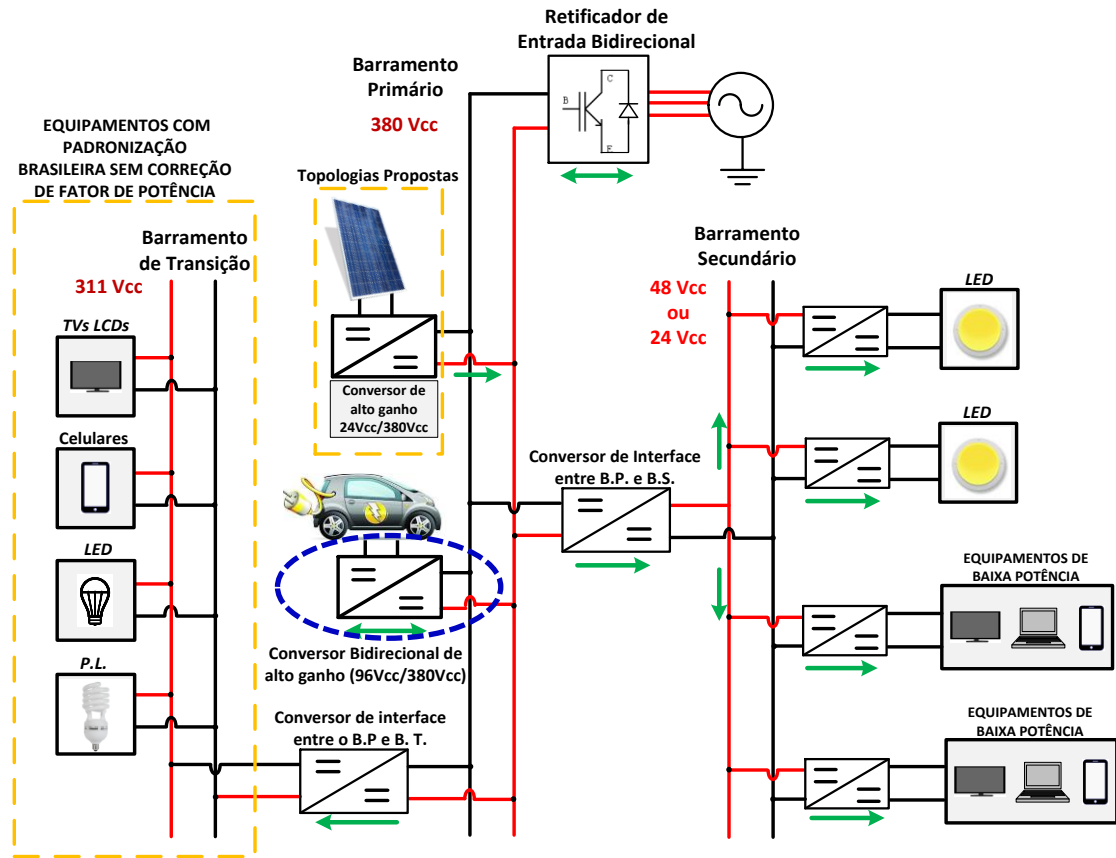 Retificador de
Entrada Bidirecional
C
B
E
Barramento
Primário
380 Vcc
EQUIPAMENTOS COM
PADRONIZAÇÃO
BRASILEIRA SEM CORREÇÃO
DE FATOR DE POTÊNCIA
Topologias Propostas
Conversor de
alto ganho
24Vcc/380Vcc
Barramento
de Transição
311 Vcc
TVs LCDs
Celulares
LED
P.L.
Conversor Bidirecional de
alto ganho (96Vcc/380Vcc)
Conversor de interface
entre o B.P e B. T.
Conversor de Interface
entre B.P. e B.S.
Barramento
Secundário
48 Vcc
ou
24 Vcc
LED
LED
EQUIPAMENTOS DE
BAIXA POTÊNCIA
EQUIPAMENTOS DE
BAIXA POTÊNCIA